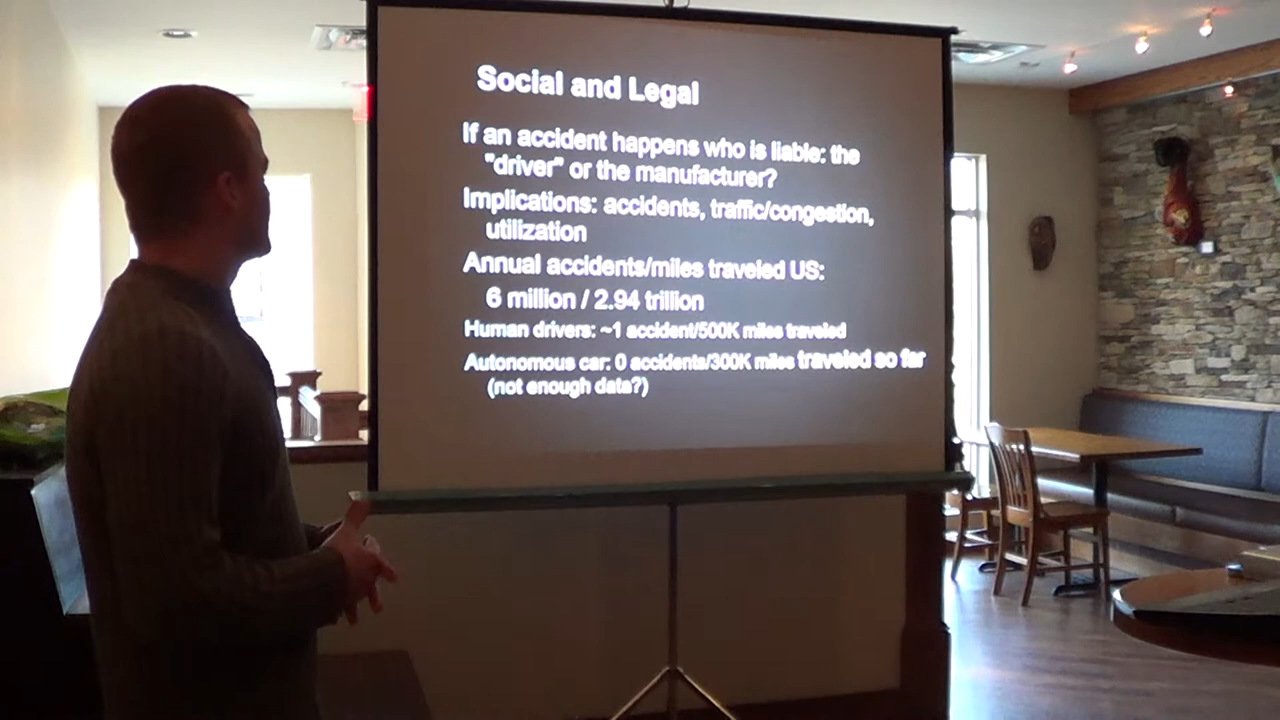 Social and Legal
If an accident happens who is liable: the
"driver" or the manufacturer?
Implications: accidents, traffic/congestion,
utilization
Annual accidents/miles traveled US:
6 million / 2.94 trillion
Human drivers: ~1 accident/500K miles traveled
Autonomous car: 0 accidents/300K miles traveled so far
(not enough data?)